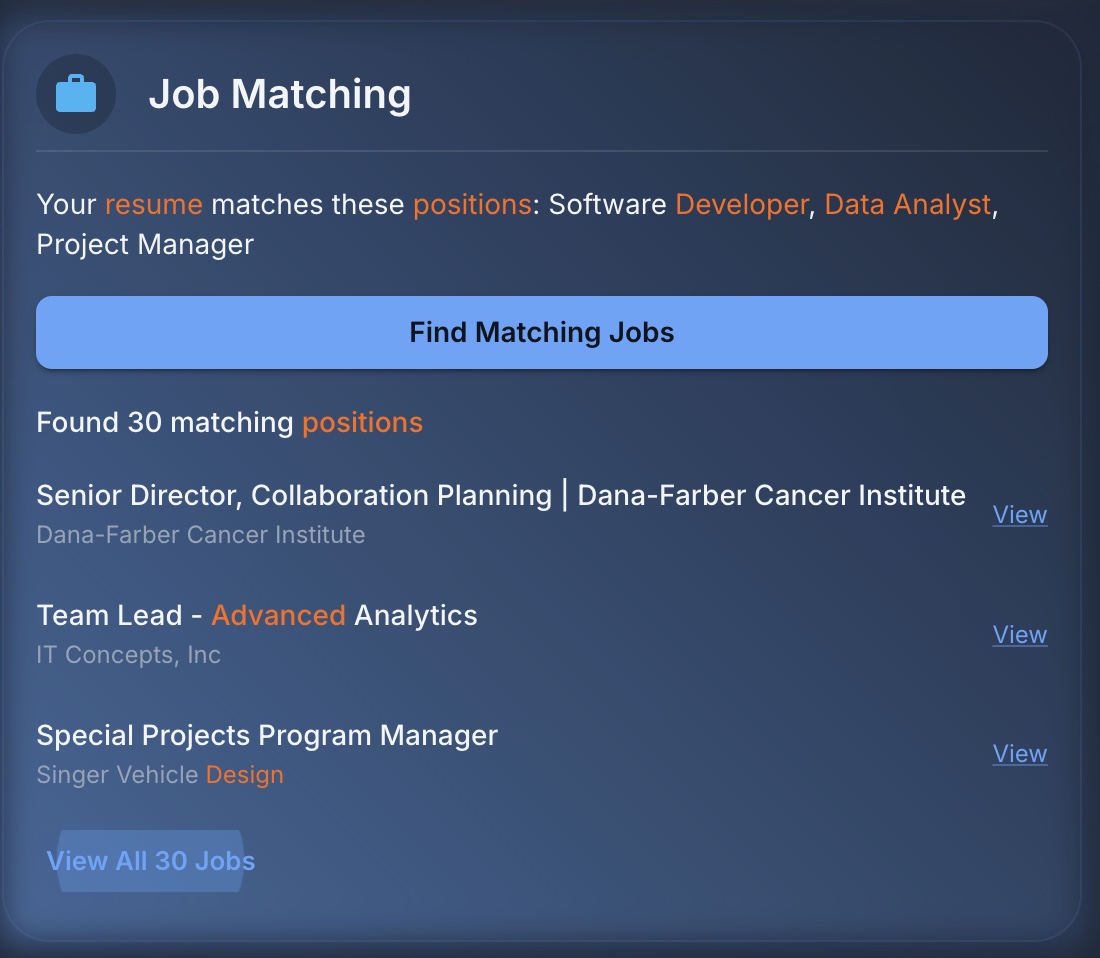 Job Matching
Your resume matches these positions: Software Developer, Data Analyst,
Project Manager
Find Matching Jobs
Found 30 matching positions
Senior Director, Collaboration Planning | Dana-Farber Cancer Institute
Dana-Farber Cancer Institute
View
Team Lead - Advanced Analytics
IT Concepts, Inc
View
Special Projects Program Manager
Singer Vehicle Design
View
View All 30 Jobs